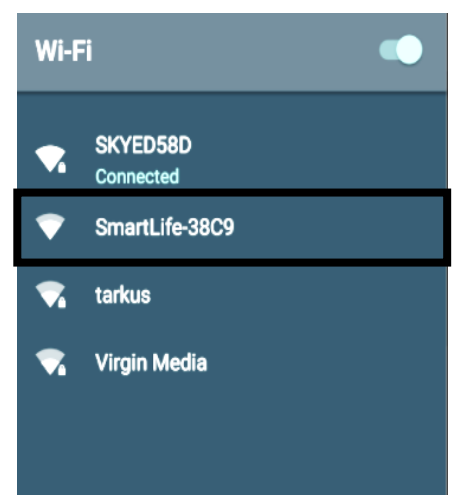 Wi-Fi
SKYED58D
Connected
SmartLife-38C9
tarkus
Virgin Media